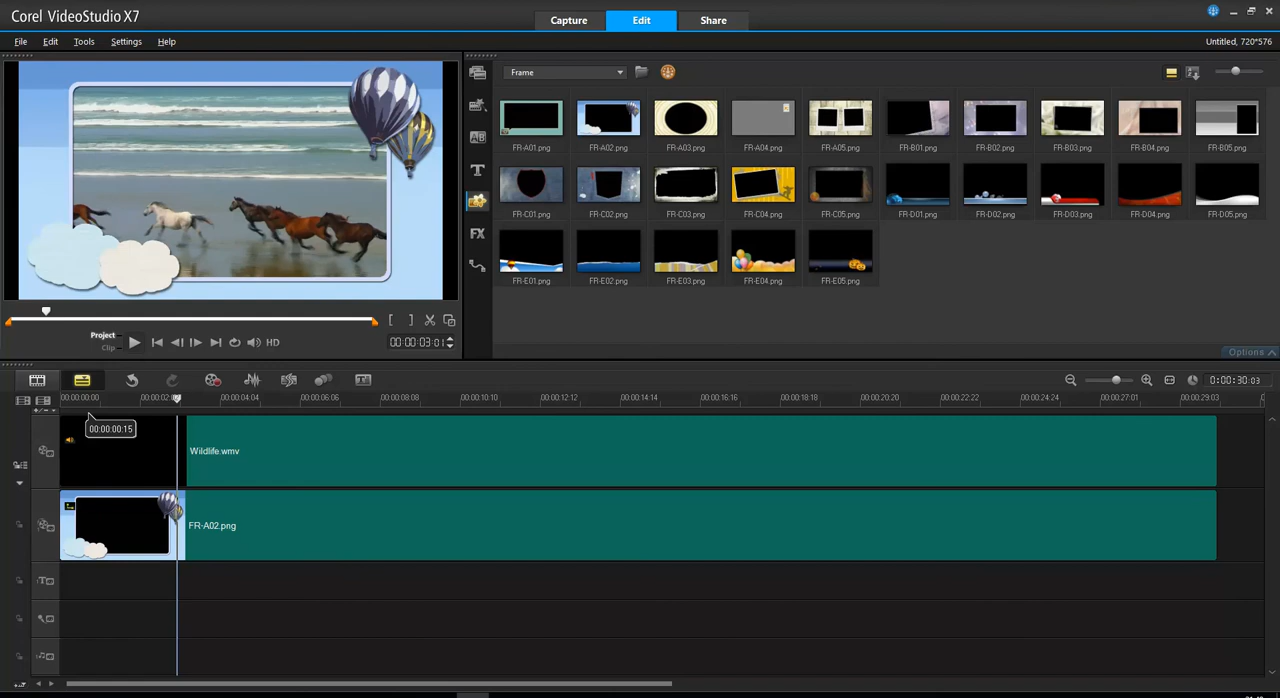 Corel VideoStudio X7
Capture
Edit
Share
File
Edit
Tools
Settings
Help
Untitled, 720*576
Frame
FR-A01.png
FR-A02.png
FR-A03.png
FR-A04.png
FR-A05.png
FR-B01.png
FR-B02.png
FR-B03.png
FR-B04.png
FR-B05.png
FR-C01.png
FR-C02.png
FR-C03.png
FR-C04.png
FR-C05.png
FR-D01.png
FR-D02.png
FR-D03.png
FR-D04.png
FR-D05.png
FR-E01.png
FR-E02.png
FR-E03.png
FR-E04.png
FR-E05.png
AB
T
FX
Project
Clip
HD
00:00:03:01
Options
0:00:30:03
00:00:00:00
00:00:04:04
00:00:06:06
00:00:08:08
00:00:10:10
00:00:12:12
00:00:14:14
00:00:16:16
00:00:18:18
00:00:20:20
00:00:22:22
00:00:24:24
00:00:27:01
00:00:29:03
00:00:00:15
Wildlife.wmv
FR-A02.png